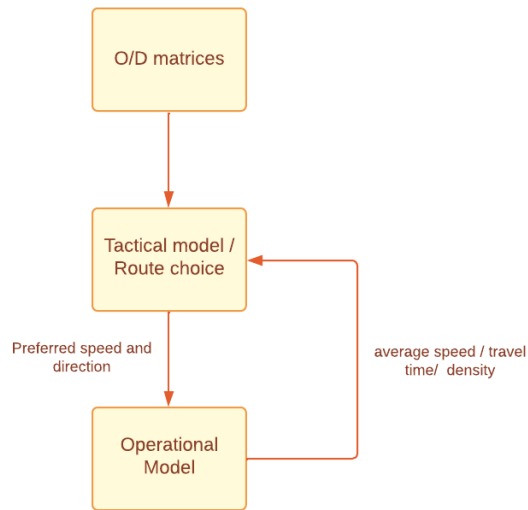 O/D matrices
Tactical model /
Route choice
Preferred speed and
direction
average speed / travel
time/ density
Operational
Model